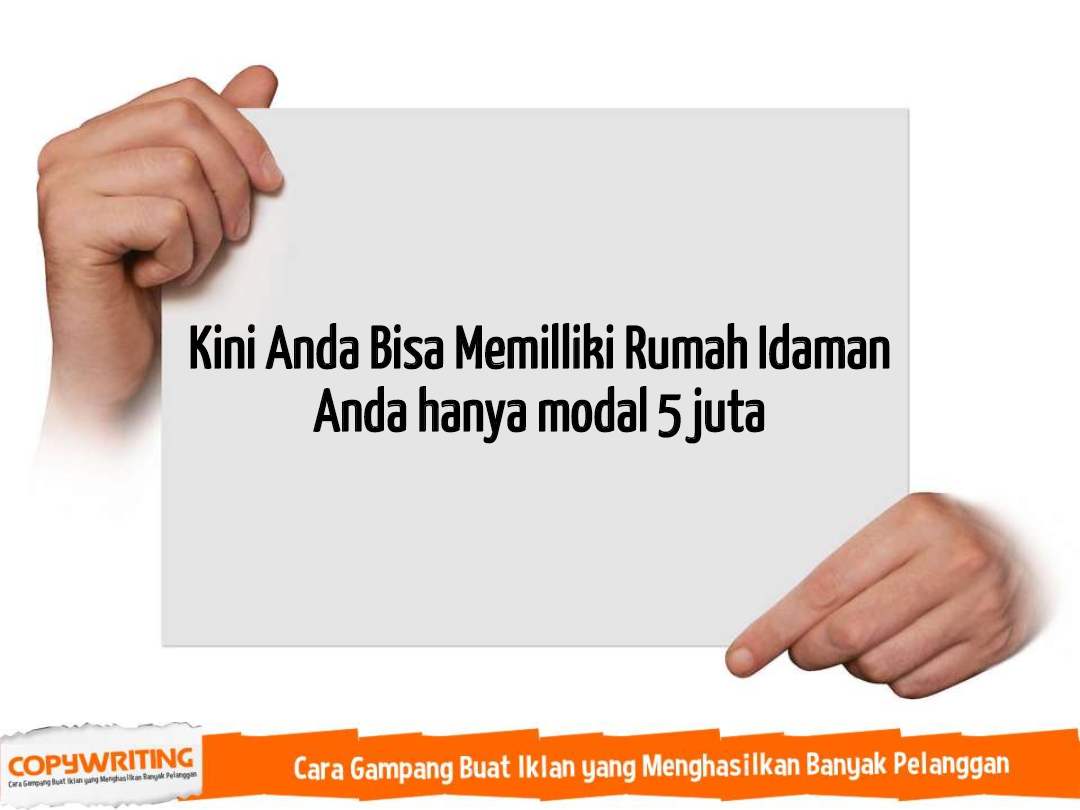 Kini Anda Bisa Memilliki Rumah Idaman
Anda hanya modal 5 juta
COPYWRITING
Cara Gampang Buat Iklan yang Menghasilkan Banyak Pelanggan
Cara Gampang Buat Iklan yang Menghasilkan Banyak Pelanggan